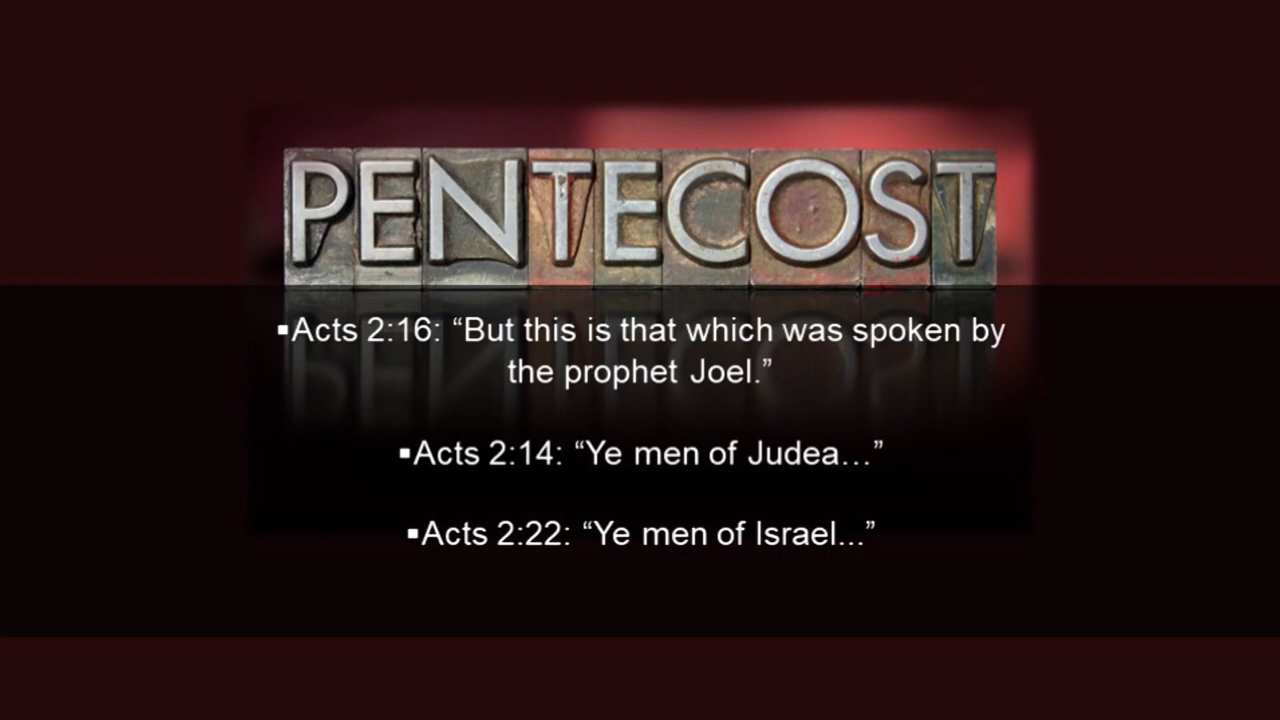 PENTECOST
▪Acts 2:16: “But this is that which was spoken by
the prophet Joel.”
▪Acts 2:14: “Ye men of Judea…”
▪Acts 2:22: “Ye men of Israel...”